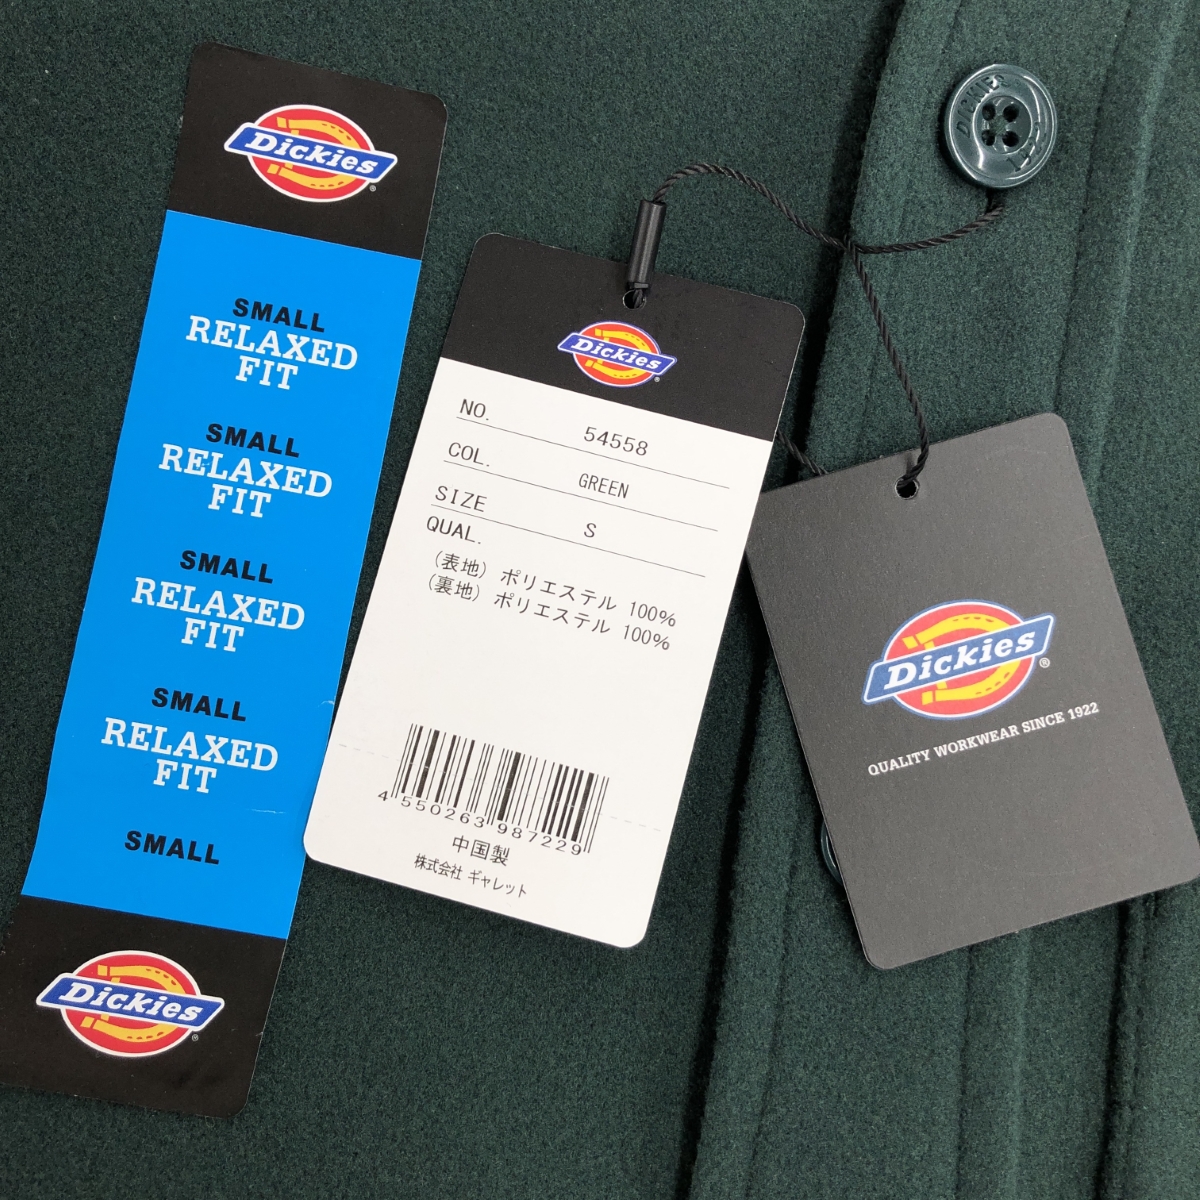 Dickies
SMALL
RELAXED
FIT
SMALL
RELAXED
FIT
SMALL
RELAXED
FIT
SMALL
RELAXED
FIT
SMALL
Dickies
Dickies
NO. 54558
COL. GREEN
SIZE S
QUAL.
(表地) ポリエステル 100%
(裏地) ポリエステル 100%
4 550263 987229
中国製
株式会社 ギャレット
Dickies
QUALITY WORKWEAR SINCE 1922